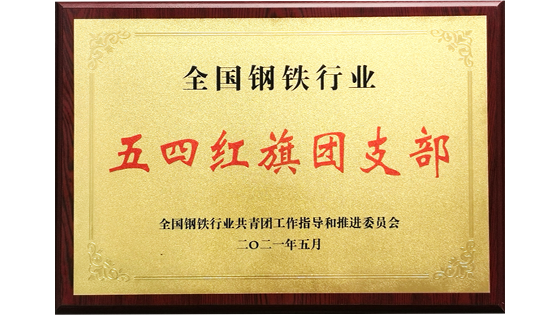 全国钢铁行业
五四红旗团支部
全国钢铁行业共青团工作指导和推进委员会
二〇二一年五月